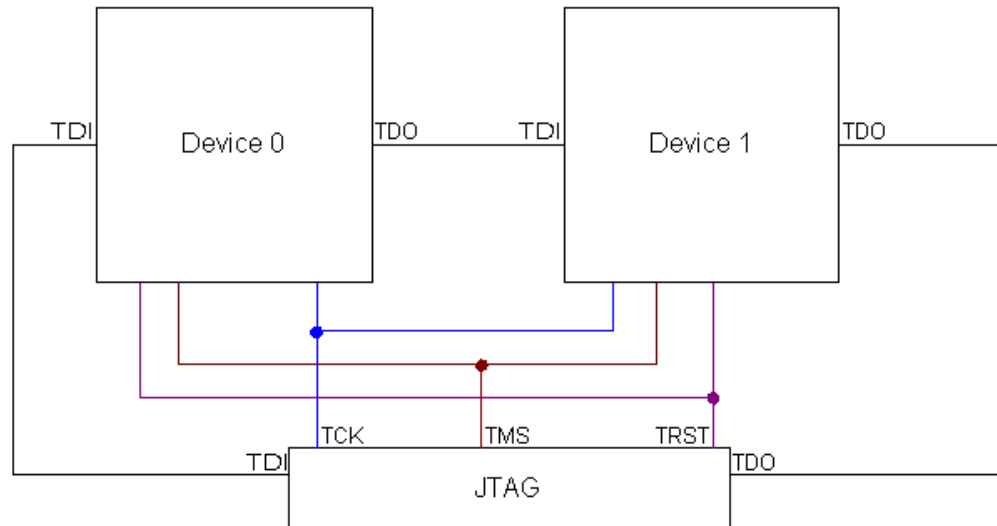 TDI
Device 0
TDO
TDI
Device 1
TDO
TCK
TMS
TRST
TDI
JTAG
TDO